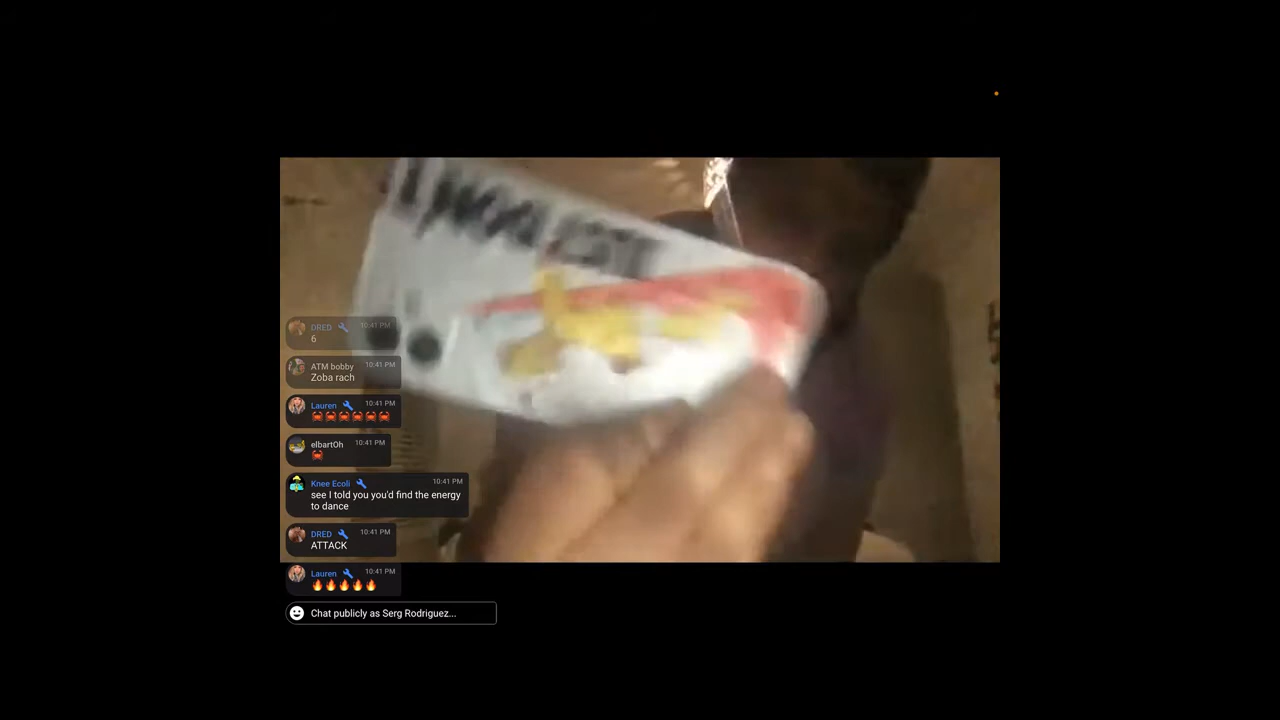 DRED 10:41 PM
6
ATM bobby 10:41 PM
Zoba rach
Lauren 10:41 PM
🦀🦀🦀🦀🦀🦀
elbartOh 10:41 PM
🦀
Knee Ecoli 10:41 PM
see I told you you'd find the energy
to dance
DRED 10:41 PM
ATTACK
Lauren 10:41 PM
🔥🔥🔥🔥🔥
Chat publicly as Serg Rodriguez...